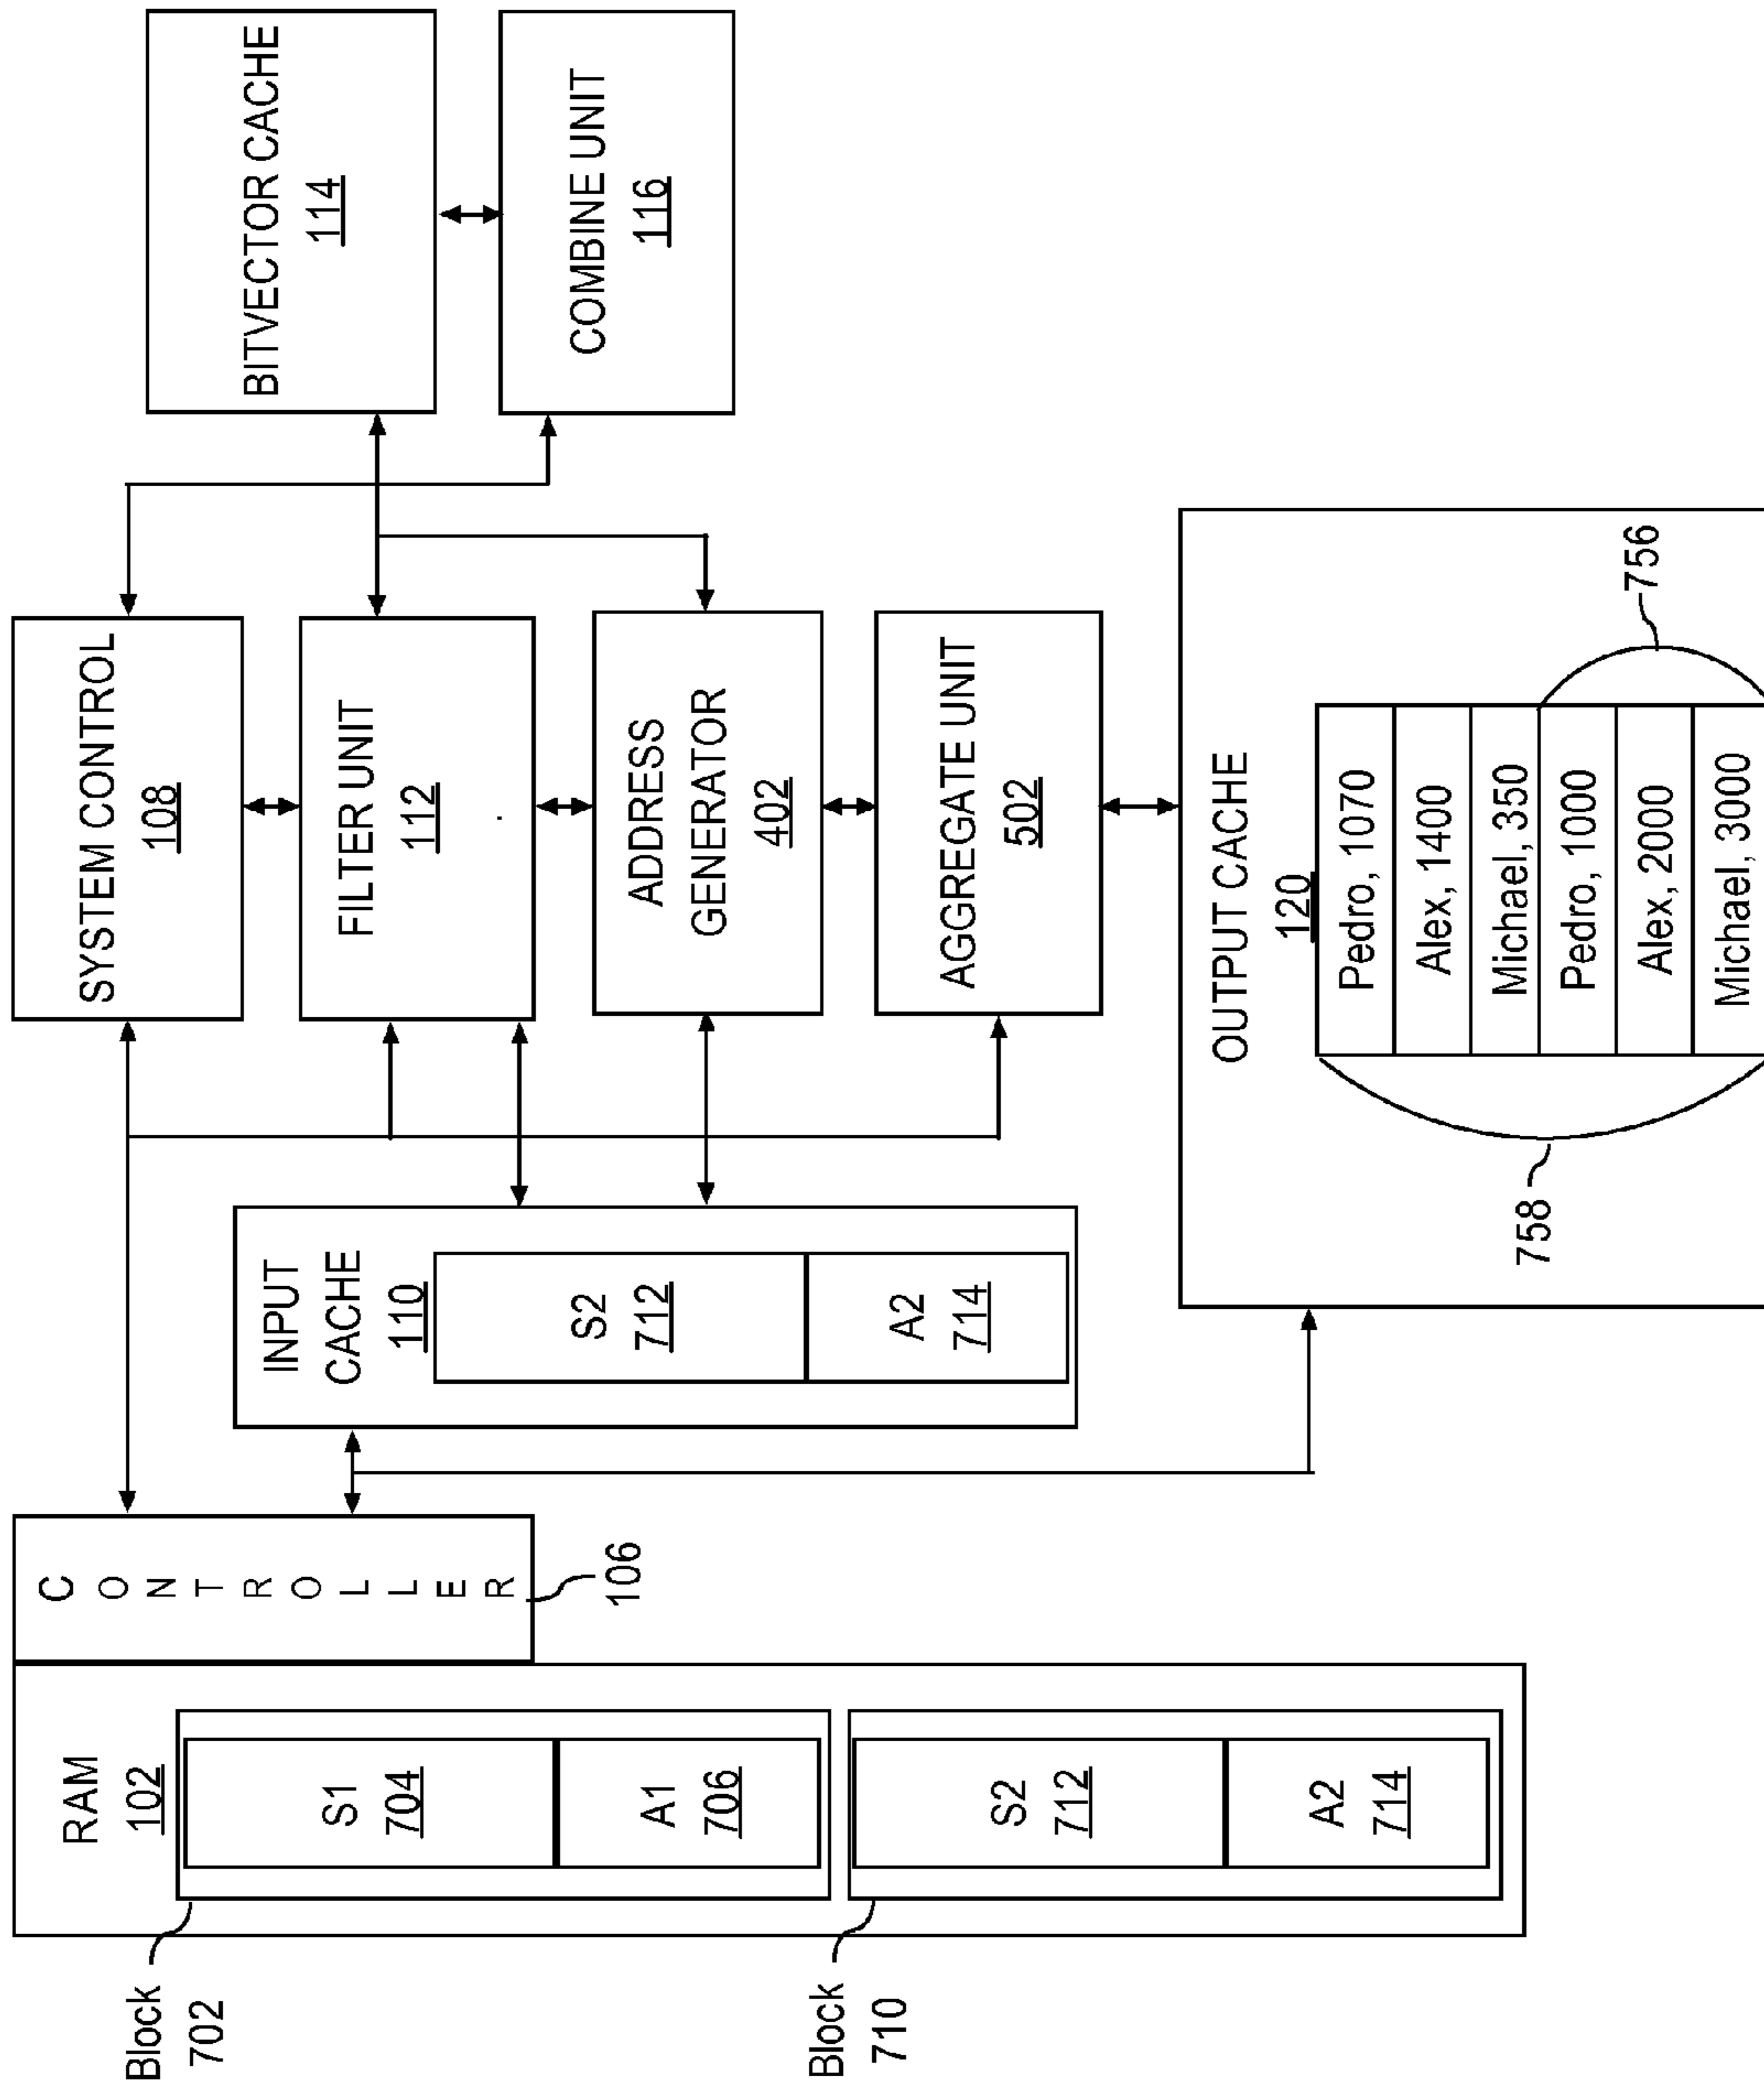 Block
702
Block
710
RAM
102
S1
704
A1
706
S2
712
A2
714
CONTROLLER
106
INPUT
CACHE
110
S2
712
A2
714
SYSTEM CONTROL
108
FILTER UNIT
112
ADDRESS
GENERATOR
402
AGGREGATE UNIT
502
BITVECTOR CACHE
114
COMBINE UNIT
116
OUTPUT CACHE
120
Pedro, 1070
Alex, 1400
Michael, 350
Pedro, 1000
Alex, 2000
Michael, 3000
758
756